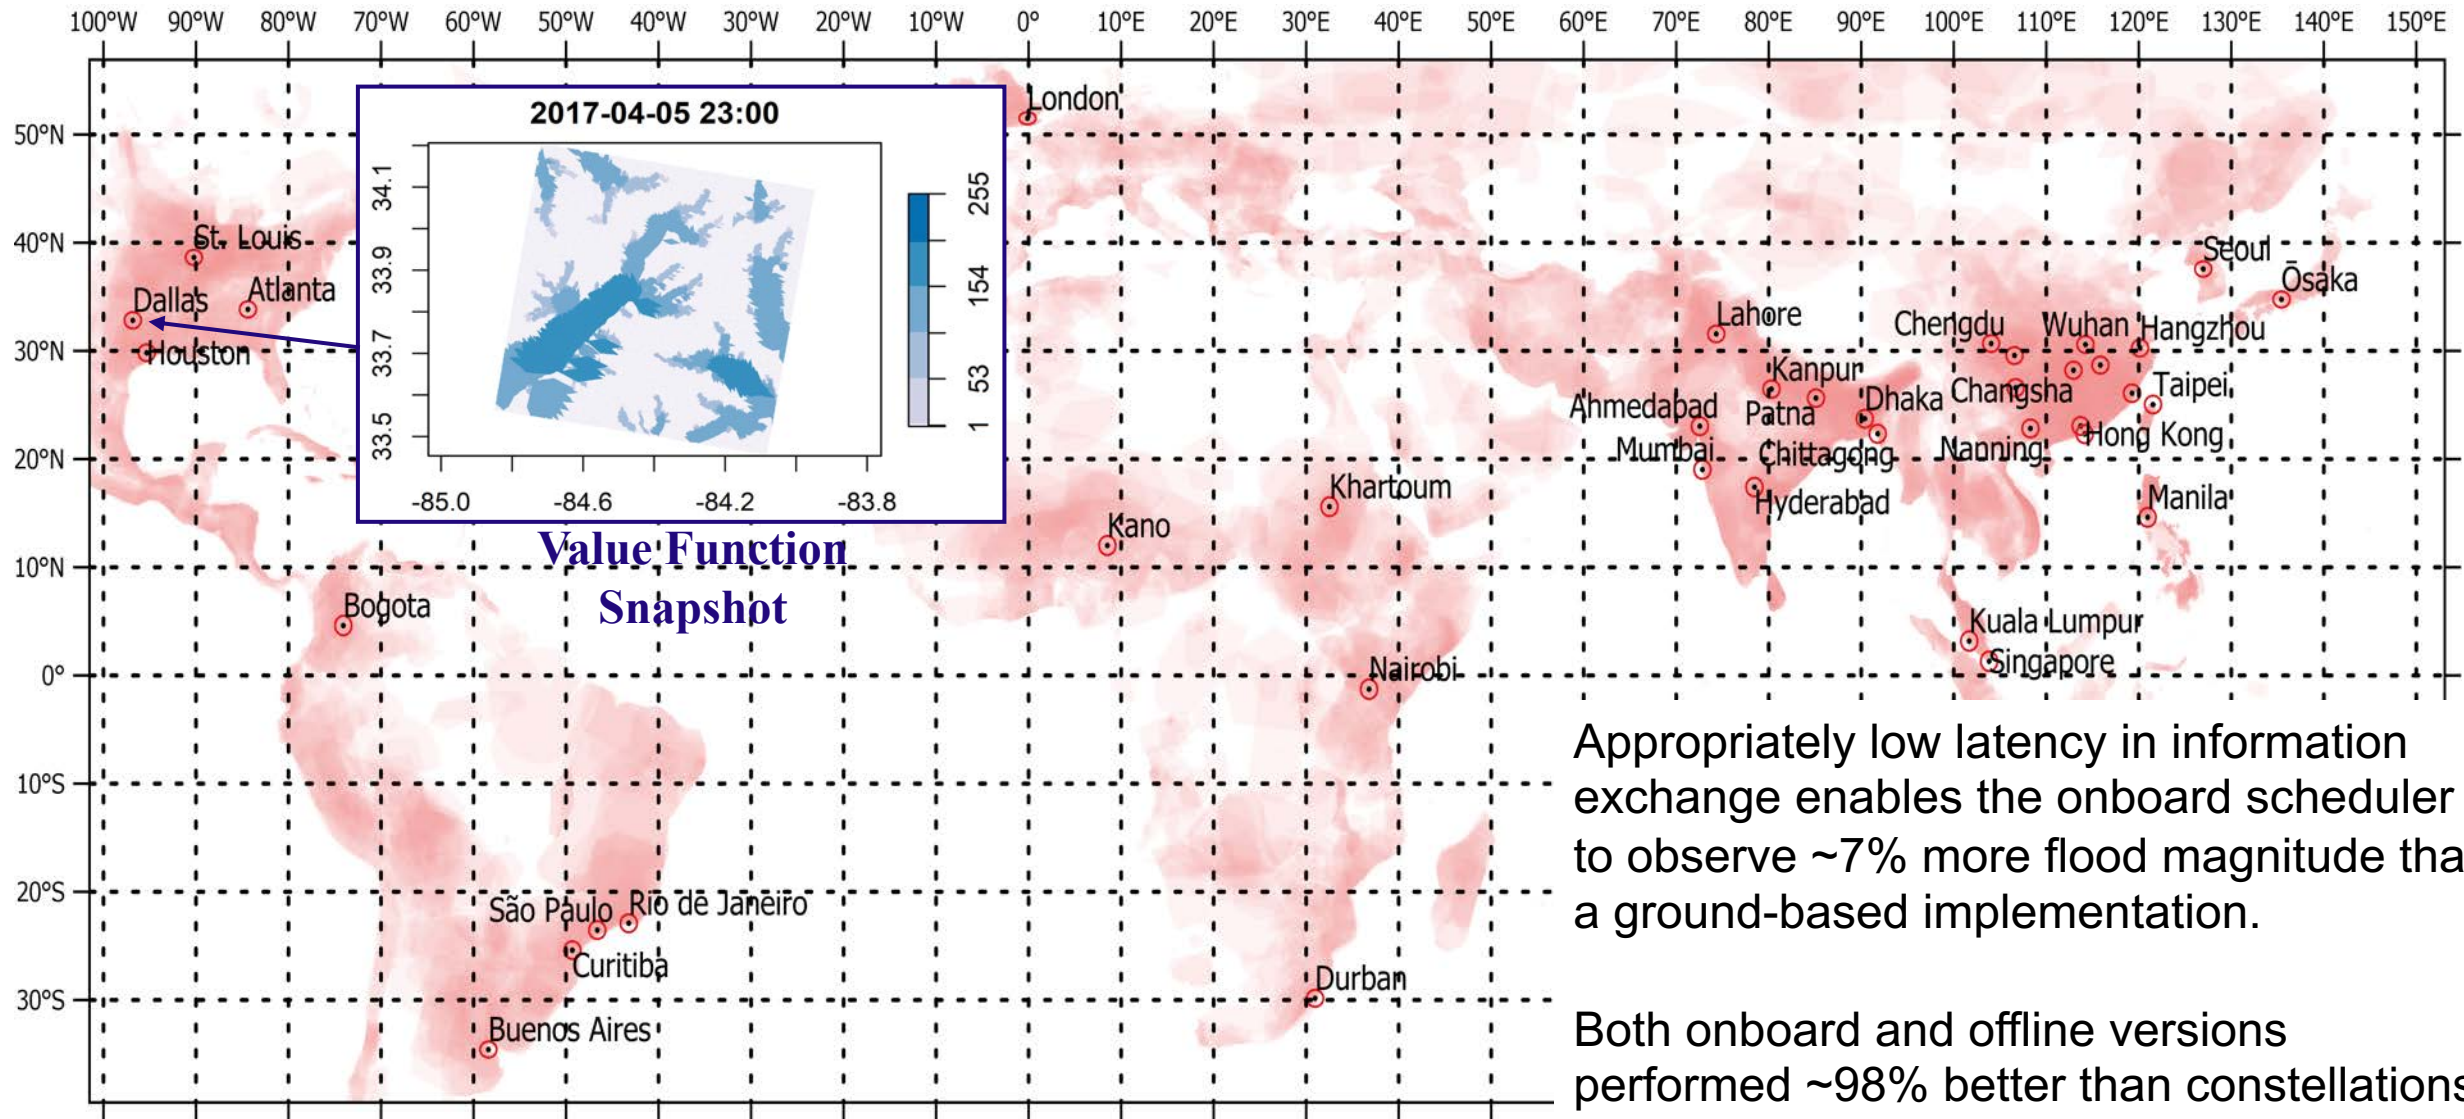 100°W 90°W 80°W 70°W 60°W 50°W 40°W 30°W 20°W 10°W 0° 10°E 20°E 30°E 40°E 50°E 60°E 70°E 80°E 90°E 100°E 110°E 120°E 130°E 140°E 150°E
50°N
40°N
30°N
20°N
10°N
0°
10°S
20°S
30°S
2017-04-05 23:00
34.1
33.9
33.7
33.5
-85.0 -84.6 -84.2 -83.8
255
154
53
1
Value Function
Snapshot
London
St. Louis
Atlanta
Dallas
Houston
Seoul
Ōsaka
Lahore
Chengdu
Wuhan
Hangzhou
Kanpur
Ahmedabad
Patna
Dhaka
Changsha
Taipei
Mumbai
Chittagong
Nanning
Hong Kong
Hyderabad
Khartoum
Kano
Manila
Bogota
Kuala Lumpur
Singapore
Nairobi
São Paulo
Rio de Janeiro
Curitiba
Durban
Buenos Aires
Appropriately low latency in information
exchange enables the onboard scheduler
to observe ~7% more flood magnitude tha
a ground-based implementation.
Both onboard and offline versions
performed ~98% better than constellations